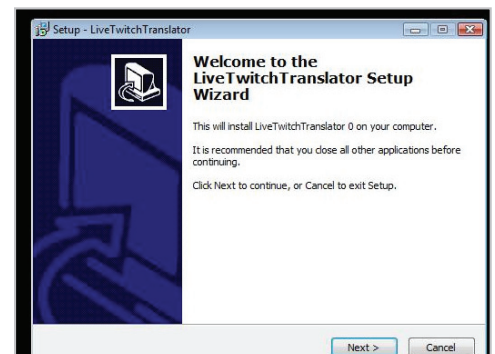 Setup - LiveTwitchTranslator
Welcome to the
LiveTwitchTranslator Setup
Wizard
This will install LiveTwitchTranslator 0 on your computer.
It is recommended that you close all other applications before
continuing.
Click Next to continue, or Cancel to exit Setup.
Next > Cancel